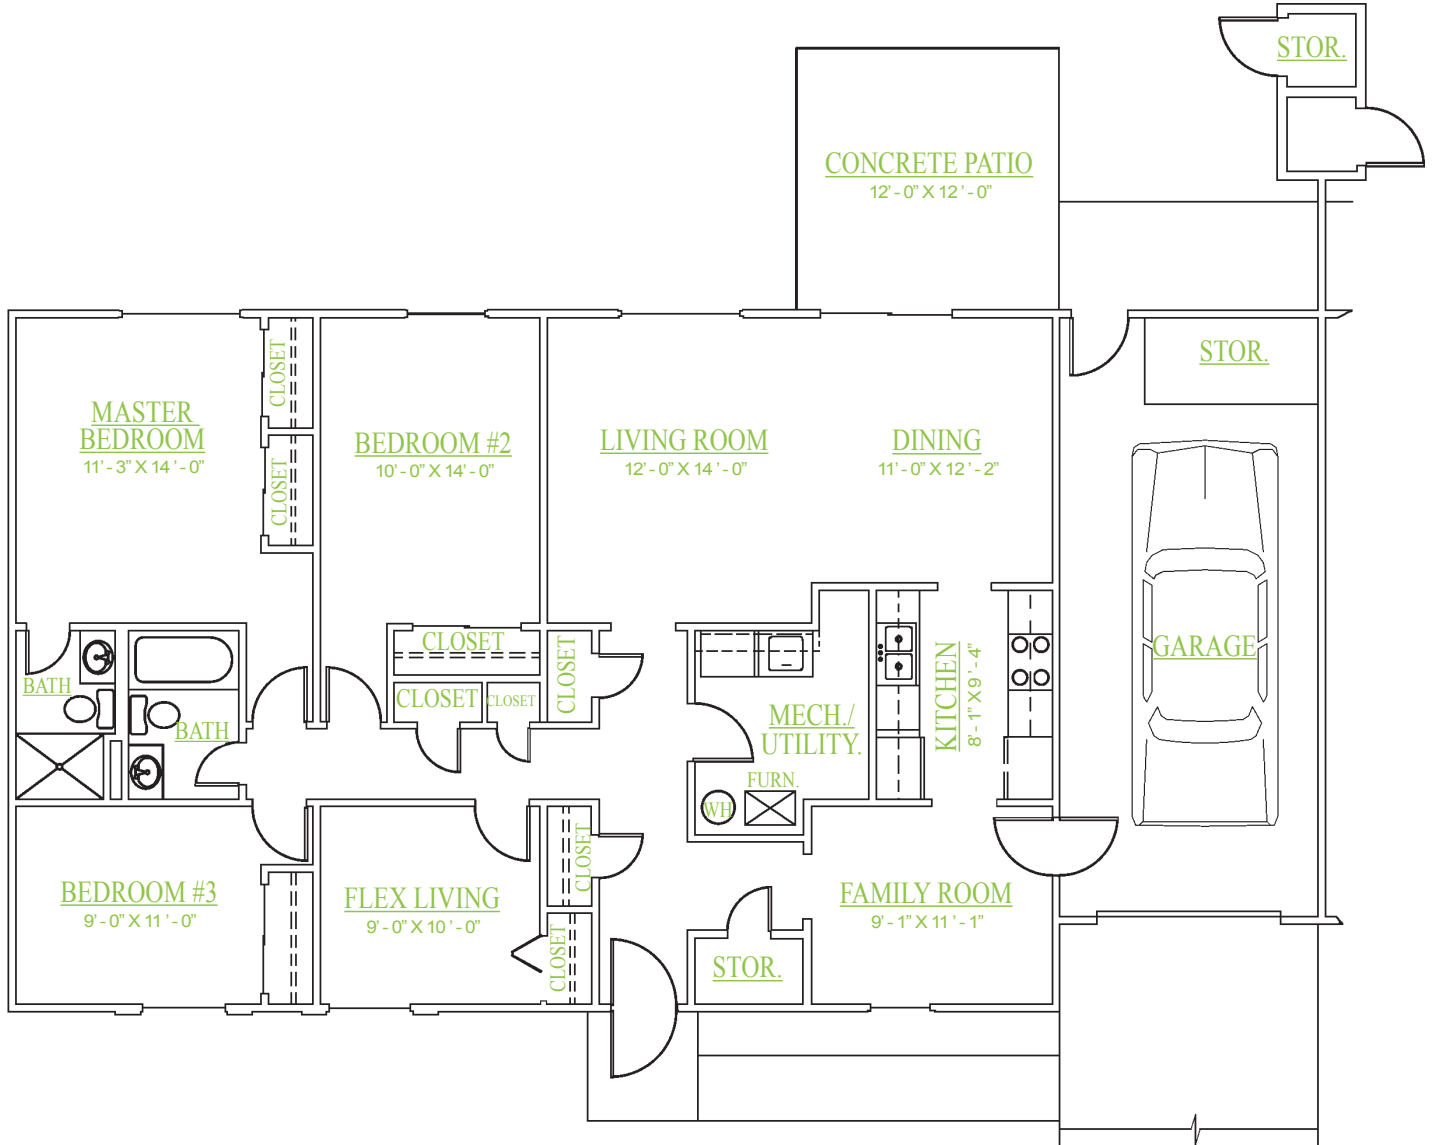 STOR.
CONCRETE PATIO
12'-0" X 12'-0"
STOR.
CLOSET
MASTER
BEDROOM
11'-3" X 14'-0"
CLOSET
BEDROOM #2
10'-0" X 14'-0"
LIVING ROOM
12'-0" X 14'-0"
DINING
11'-0" X 12'-2"
CLOSET
CLOSET
CLOSET
CLOSET
BATH
BATH
MECH./
UTILITY.
KITCHEN
8'-1" X 9'-4"
GARAGE
FURN.
WH
CLOSET
BEDROOM #3
9'-0" X 11'-0"
FLEX LIVING
9'-0" X 10'-0"
CLOSET
FAMILY ROOM
9'-1" X 11'-1"
STOR.